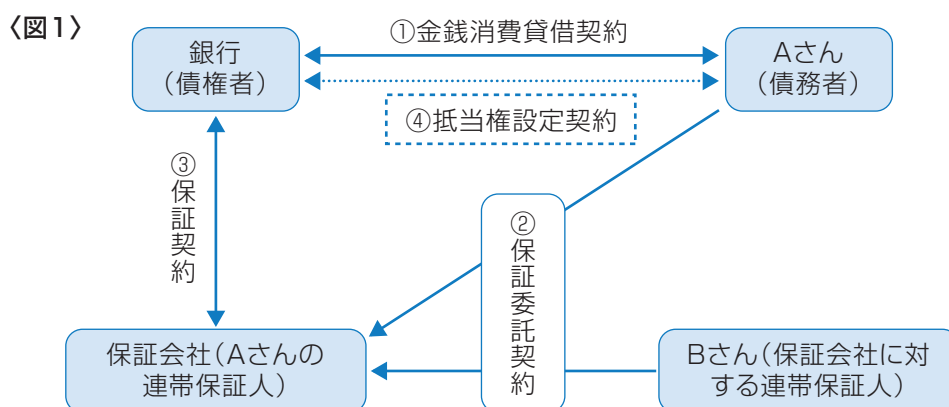 〈図1〉
銀行
(債権者)
①金銭消費貸借契約
Aさん
(債務者)
④抵当権設定契約
③保証契約
②保証委託契約
保証会社(Aさんの
連帯保証人)
Bさん(保証会社に対
する連帯保証人)